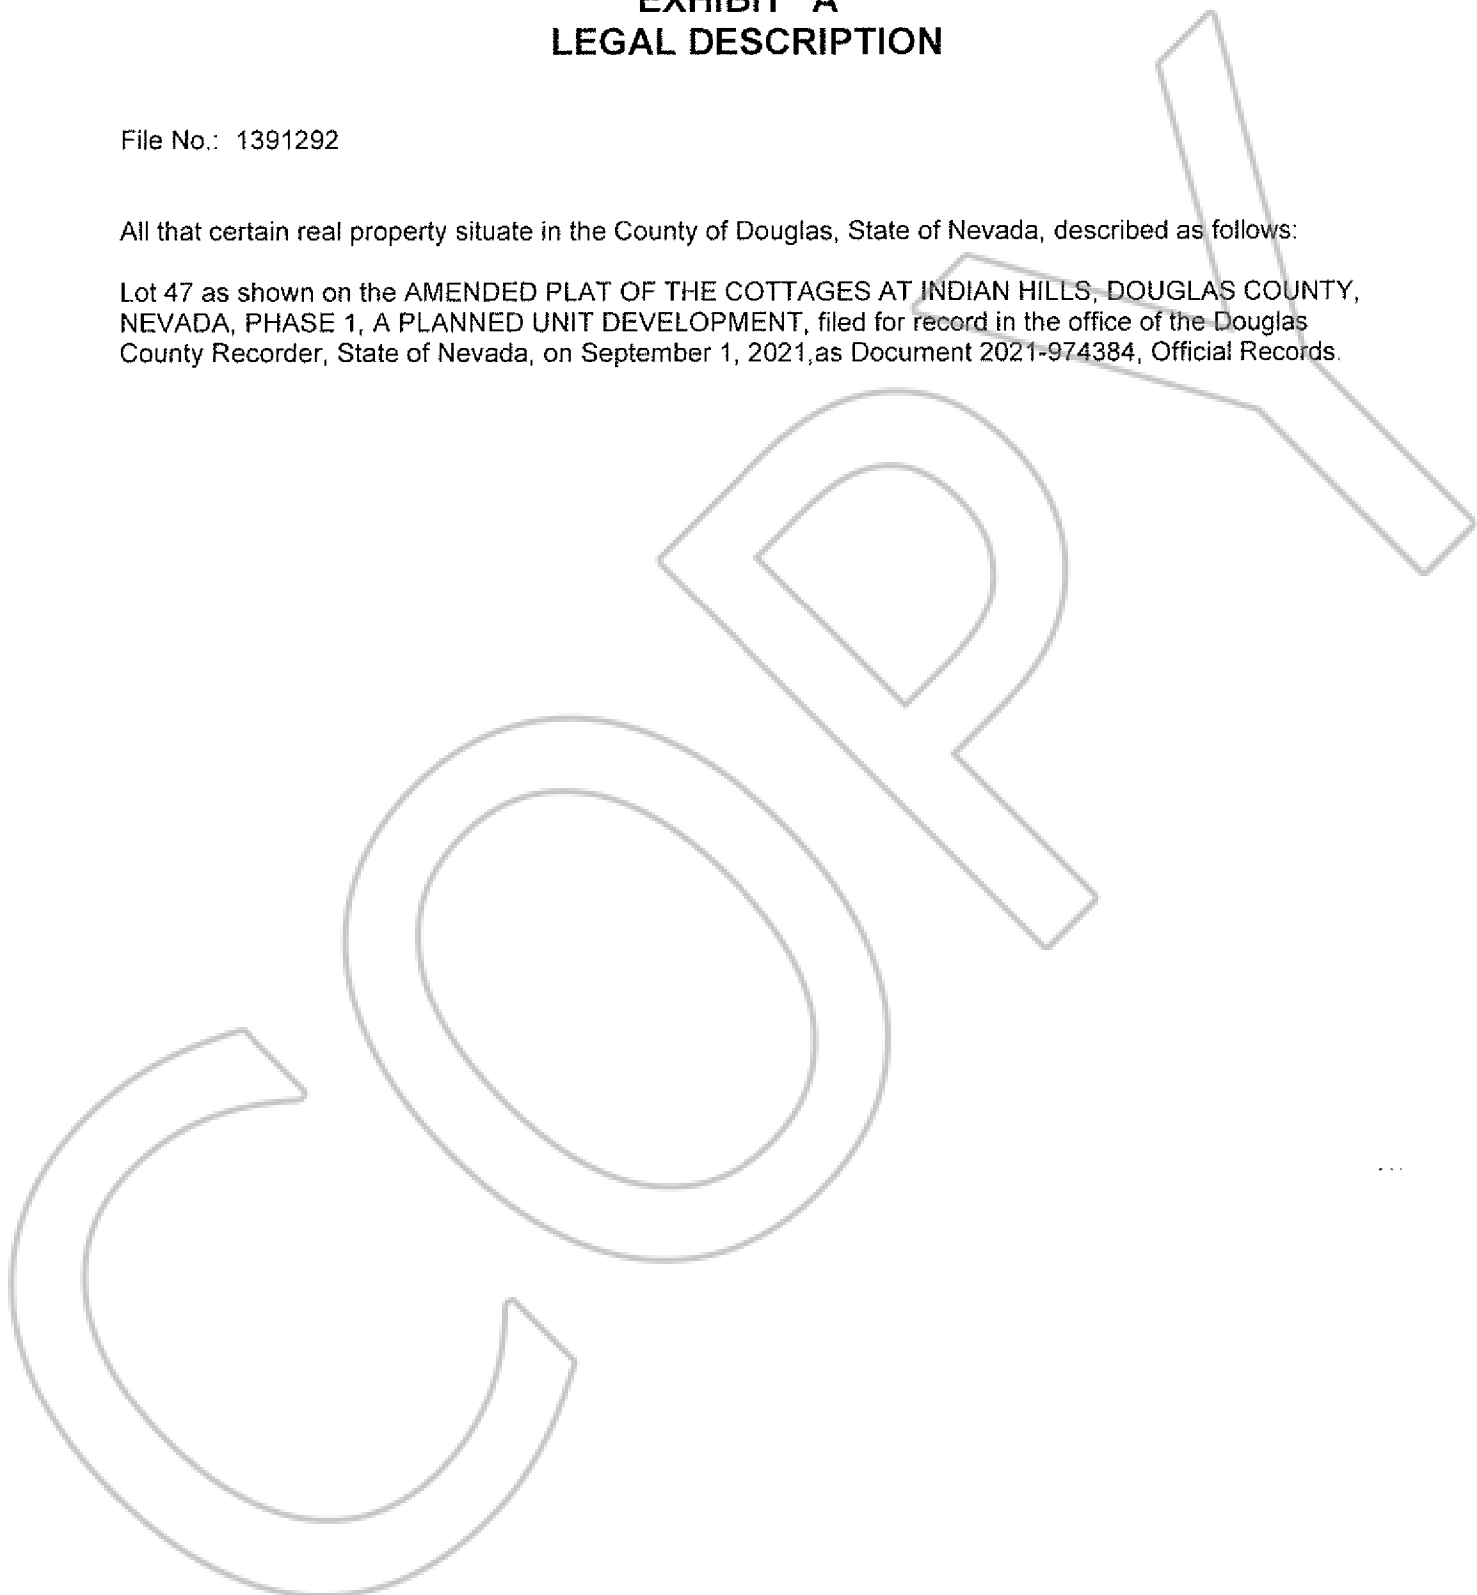 EXHIBIT "A"
LEGAL DESCRIPTION
File No.: 1391292
All that certain real property situate in the County of Douglas, State of Nevada, described as follows:
Lot 47 as shown on the AMENDED PLAT OF THE COTTAGES AT INDIAN HILLS, DOUGLAS COUNTY,
NEVADA, PHASE 1, A PLANNED UNIT DEVELOPMENT, filed for record in the office of the Douglas
County Recorder, State of Nevada, on September 1, 2021,as Document 2021-974384, Official Records.
COPY